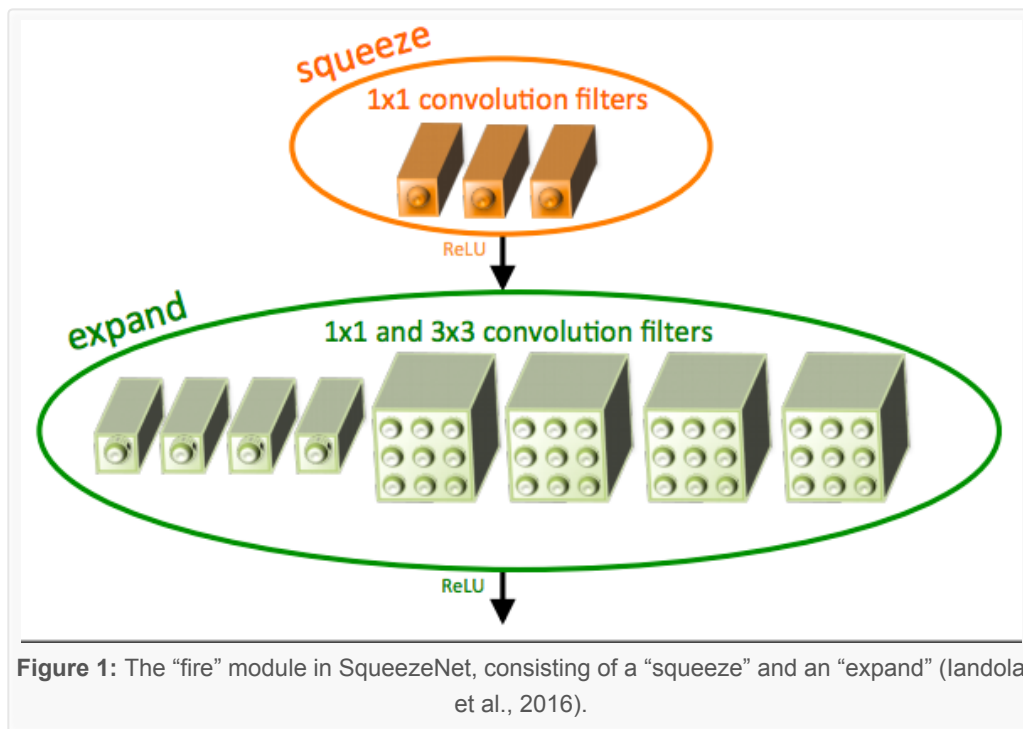 squeeze
1x1 convolution filters
ReLU
expand
1x1 and 3x3 convolution filters
ReLU
Figure 1: The “fire” module in SqueezeNet, consisting of a “squeeze” and an “expand” (Iandola
et al., 2016).